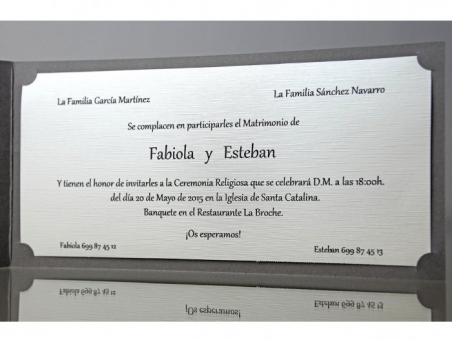 La Familia García Martínez
La Familia Sánchez Navarro
Se complacen en participarles el Matrimonio de
Fabiola y Esteban
Y tienen el honor de invitarles a la Ceremonia Religiosa que se celebrará D.M. a las 18:00h.
del día 20 de Mayo de 2015 en la Iglesia de Santa Catalina.
Banquete en el Restaurante La Broche.
¡Os esperamos!
Fabiola 699 87 45 12
Esteban 699 87 45 13